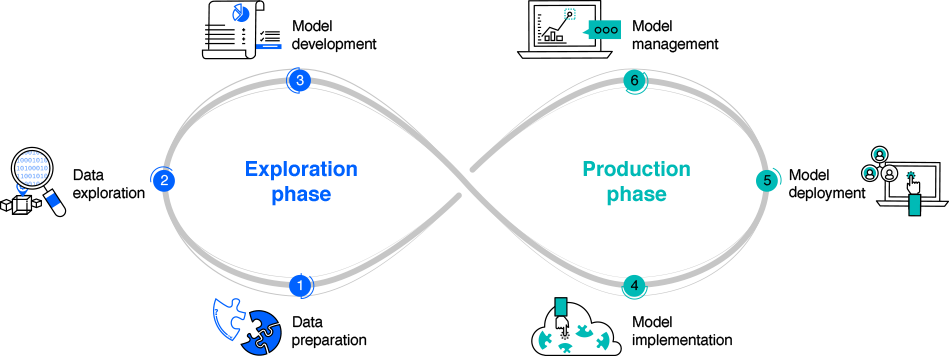 3
Model
development
6
Model
management
10001010
10100010
11001010
Data
exploration
2
Exploration
phase
Production
phase
5
Model
deployment
1
Data
preparation
4
Model
implementation